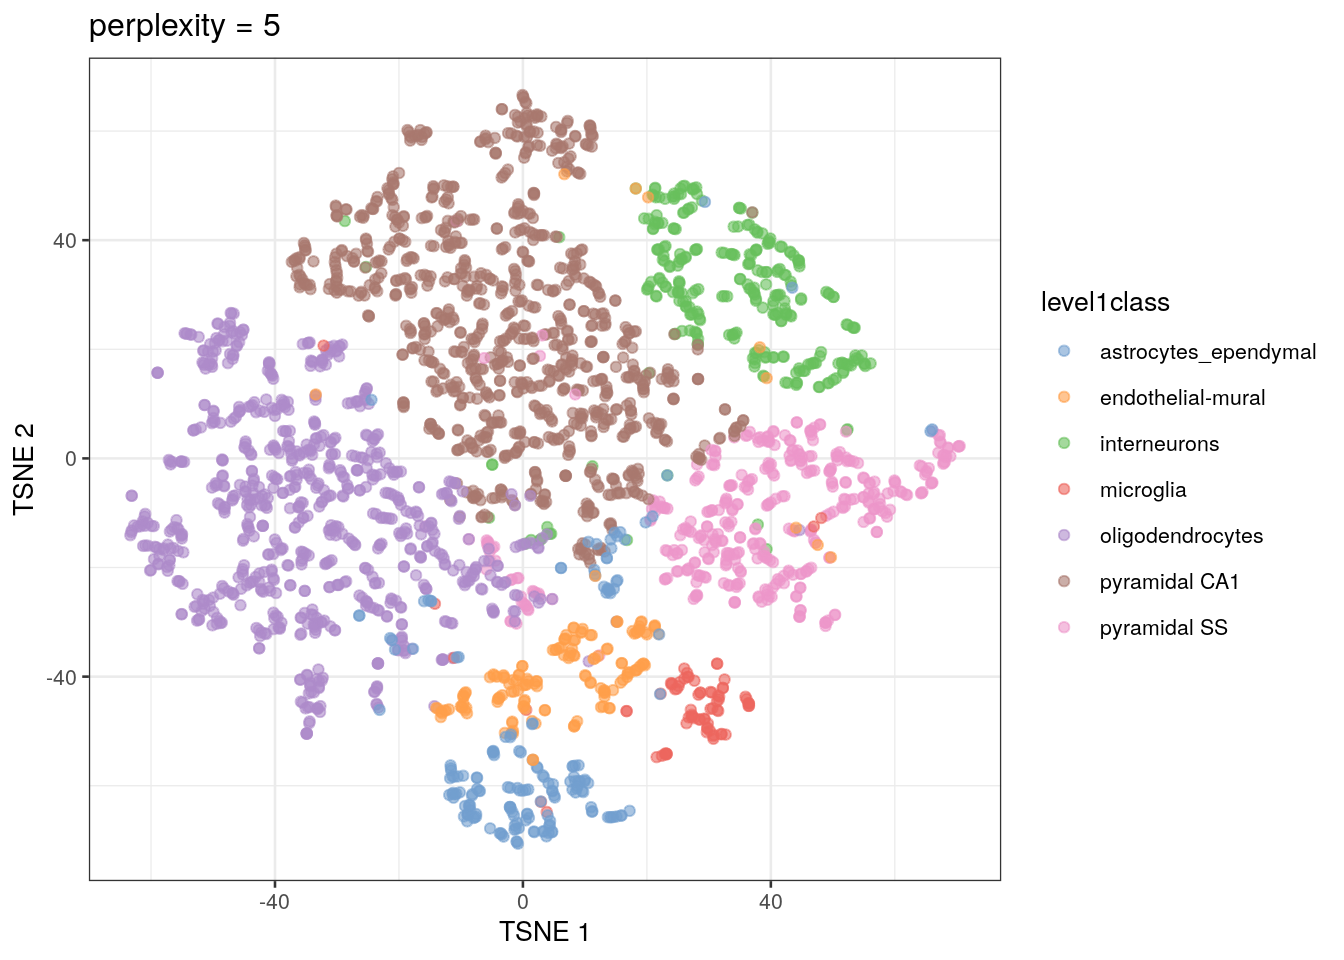 perplexity = 5
TSNE 2
40
0
-40
-40
0
40
TSNE 1
level1class
astrocytes_ependymal
endothelial-mural
interneurons
microglia
oligodendrocytes
pyramidal CA1
pyramidal SS